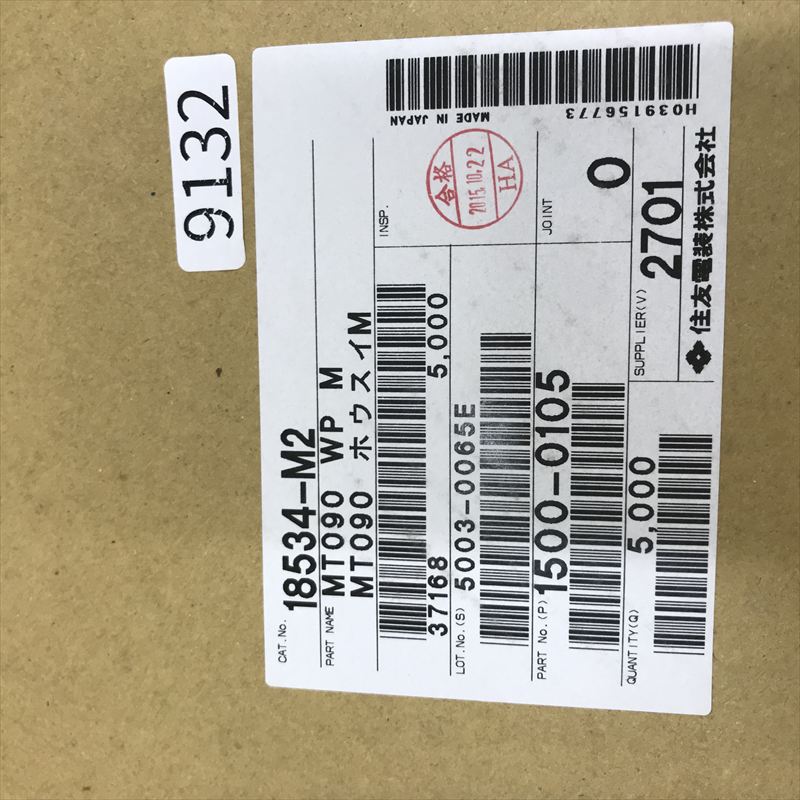 9132
CAT.No. 18534-M2
PART NAME MT090 WP M
MT090 ホウスイM
37168 5,000
INSP.
合格
2015.10.22
HA
MADE IN JAPAN
H039156773
LOT.No.(S) 5003-0065E
PART No.(P) 1500-0105
JOINT 0
QUANTITY(Q) 5,000
SUPPLIER(V) 2701
住友電装株式会社